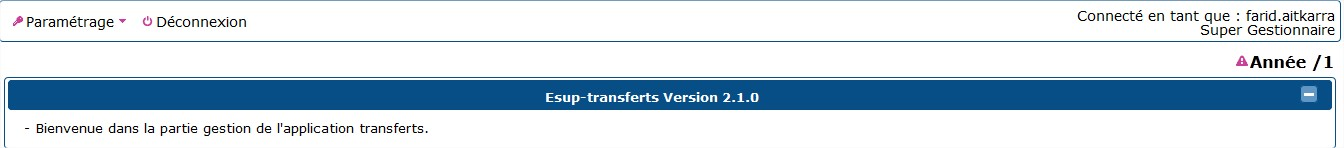 Paramétrage Déconnexion
Connecté en tant que : farid.aitkarra
Super Gestionnaire
Année /1
Esup-transferts Version 2.1.0
- Bienvenue dans la partie gestion de l'application transferts.